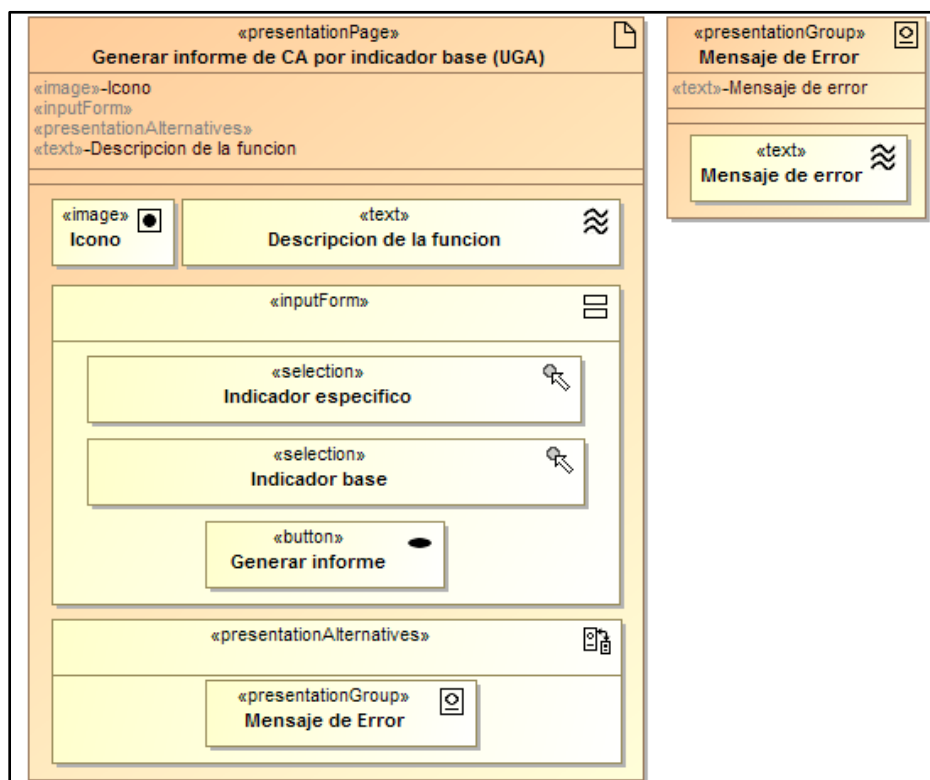 «presentationPage»
Generar informe de CA por indicador base (UGA)
«image»-Icono
«inputForm»
«presentationAlternatives»
«text»-Descripcion de la funcion
«image»
Icono
«text»
Descripcion de la funcion
«inputForm»
«selection»
Indicador especifico
«selection»
Indicador base
«button»
Generar informe
«presentationAlternatives»
«presentationGroup»
Mensaje de Error
«presentationGroup»
Mensaje de Error
«text»-Mensaje de error
«text»
Mensaje de error